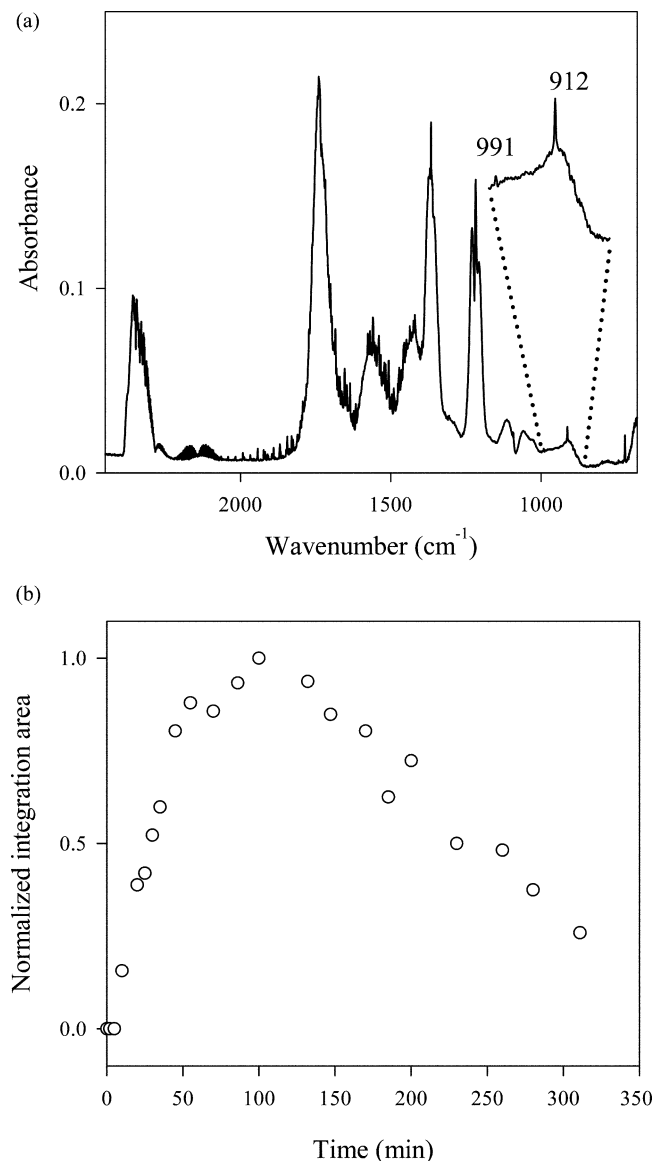 (a)
912
991
0.2
0.1
0.0
Absorbance
2000 1500 1000
Wavenumber (cm-1)
(b)
1.0
0.5
0.0
Normalized integration area
0 50 100 150 200 250 300 350
Time (min)